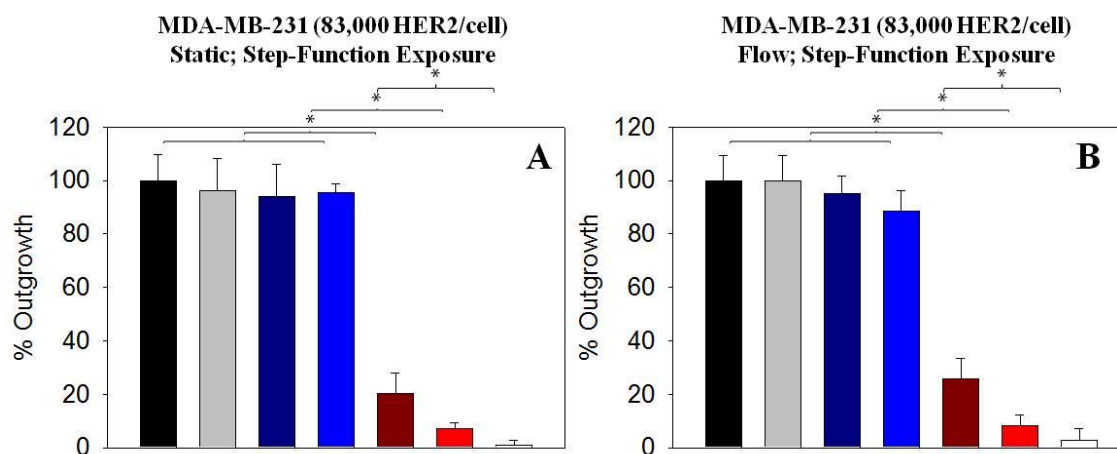 MDA-MB-231 (83,000 HER2/cell)
Static; Step-Function Exposure
*
*
*
A
% Outgrowth
120
100
80
60
40
20
0
MDA-MB-231 (83,000 HER2/cell)
Flow; Step-Function Exposure
*
*
*
B
% Outgrowth
120
100
80
60
40
20
0